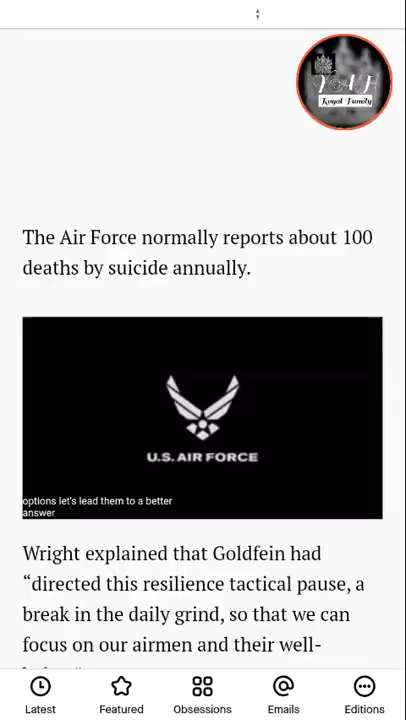 Y A F
Royal Family
The Air Force normally reports about 100
deaths by suicide annually.
U.S. AIR FORCE
options let's lead them to a better
answer
Wright explained that Goldfein had
“directed this resilience tactical pause, a
break in the daily grind, so that we can
focus on our airmen and their well-
Latest
Featured
Obsessions
Emails
Editions